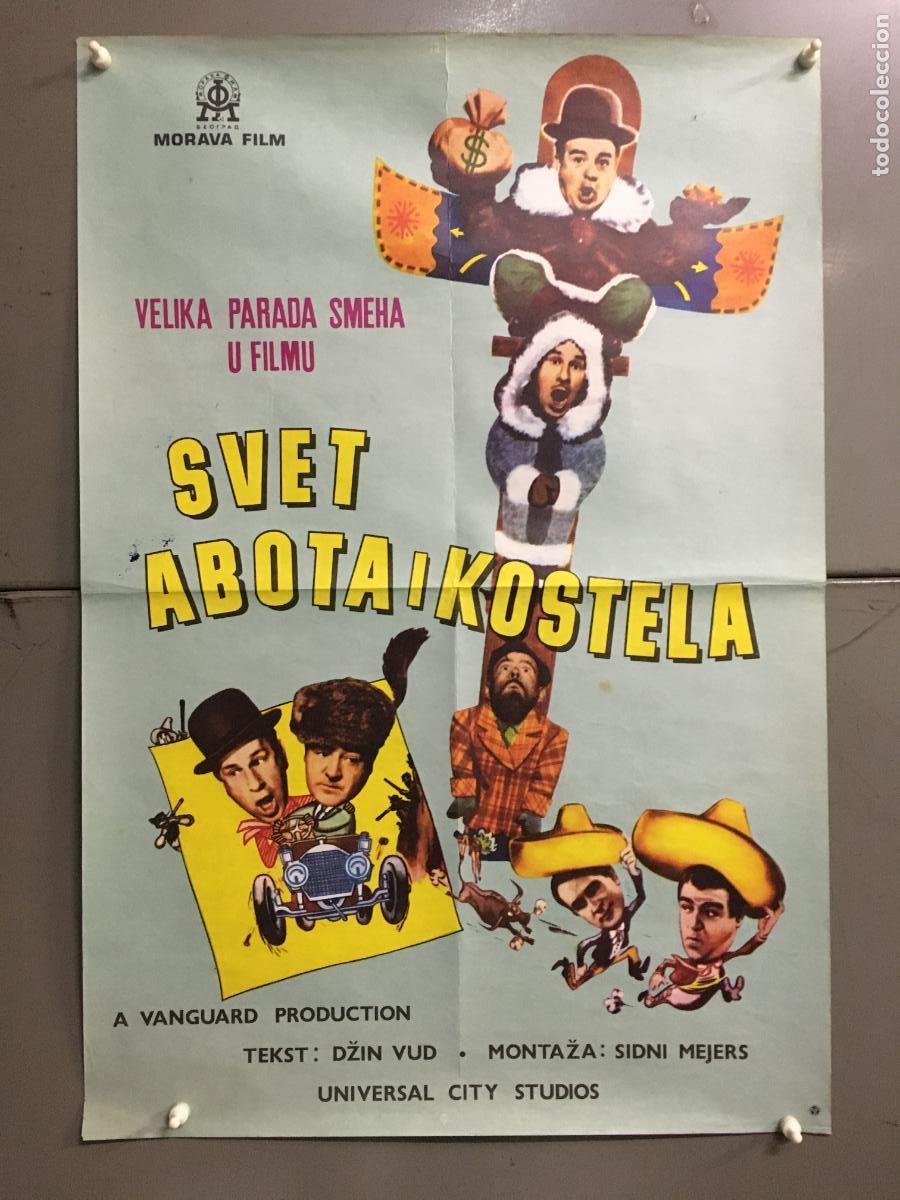 БЕОГРАД
MORAVA FILM
$
VELIKA PARADA SMEHA
U FILMU
SVET
ABOTA I KOSTELA
A VANGUARD PRODUCTION
TEKST: DŽIN VUD • MONTAŽA: SIDNI MEJERS
UNIVERSAL CITY STUDIOS
todocoleccion